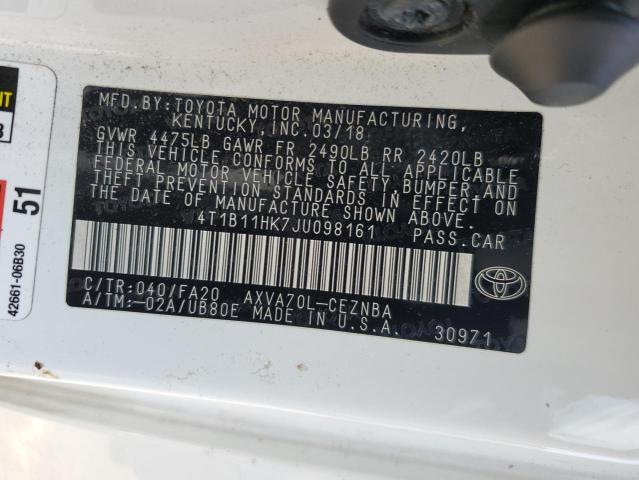 MFD. BY: TOYOTA MOTOR MANUFACTURING,
KENTUCKY, INC. 03/18
GVWR 4475LB GAWR FR 2490LB RR 2420LB
THIS VEHICLE CONFORMS TO ALL APPLICABLE
FEDERAL MOTOR VEHICLE SAFETY, BUMPER, AND
THEFT PREVENTION STANDARDS IN EFFECT ON
THE DATE OF MANUFACTURE SHOWN ABOVE.
4T1B11HK7JU098161 PASS.CAR
C/TR:040/FA20 AXVA70L-CEZNBA
A/TM:-02A/UB80E MADE IN U.S.A. 30971
51
42661-06B30